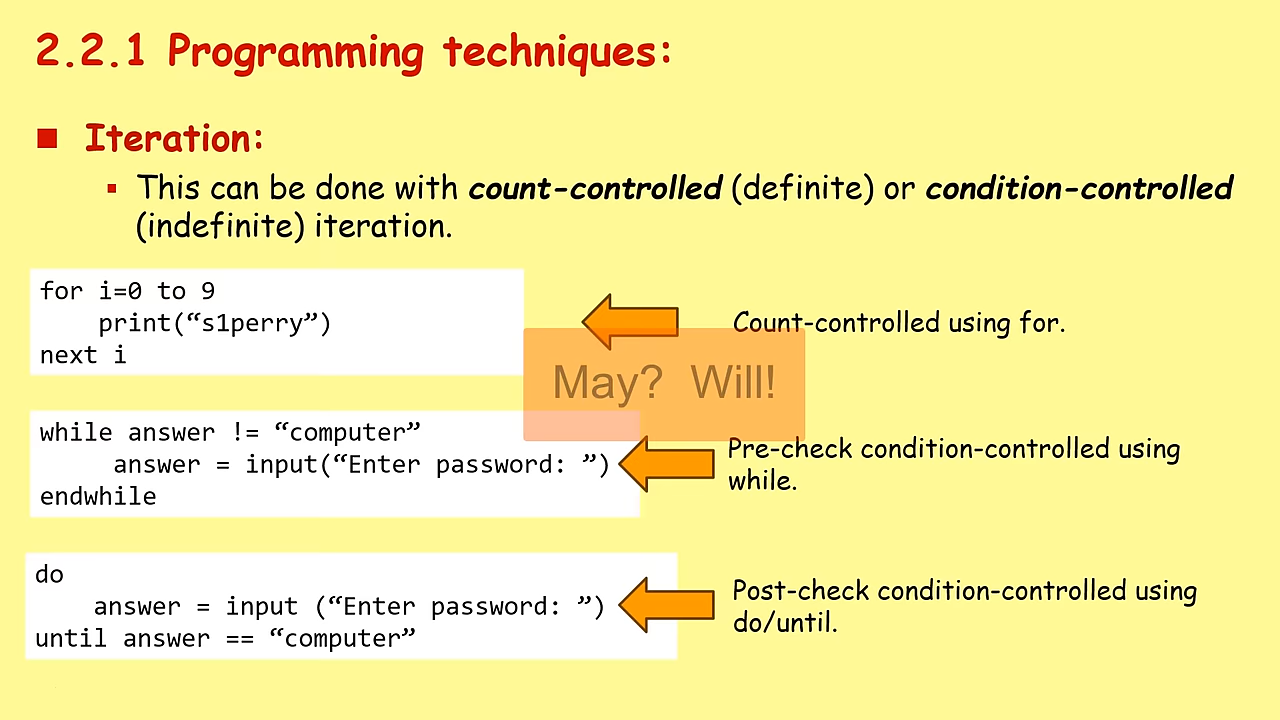 2.2.1 Programming techniques:
Iteration:
This can be done with count-controlled (definite) or condition-controlled
(indefinite) iteration.
for i=0 to 9
print(“s1perry”)
next i
Count-controlled using for.
May? Will!
while answer != “computer”
answer = input(“Enter password: ”)
endwhile
Pre-check condition-controlled using
while.
do
answer = input (“Enter password: ”)
until answer == “computer”
Post-check condition-controlled using
do/until.